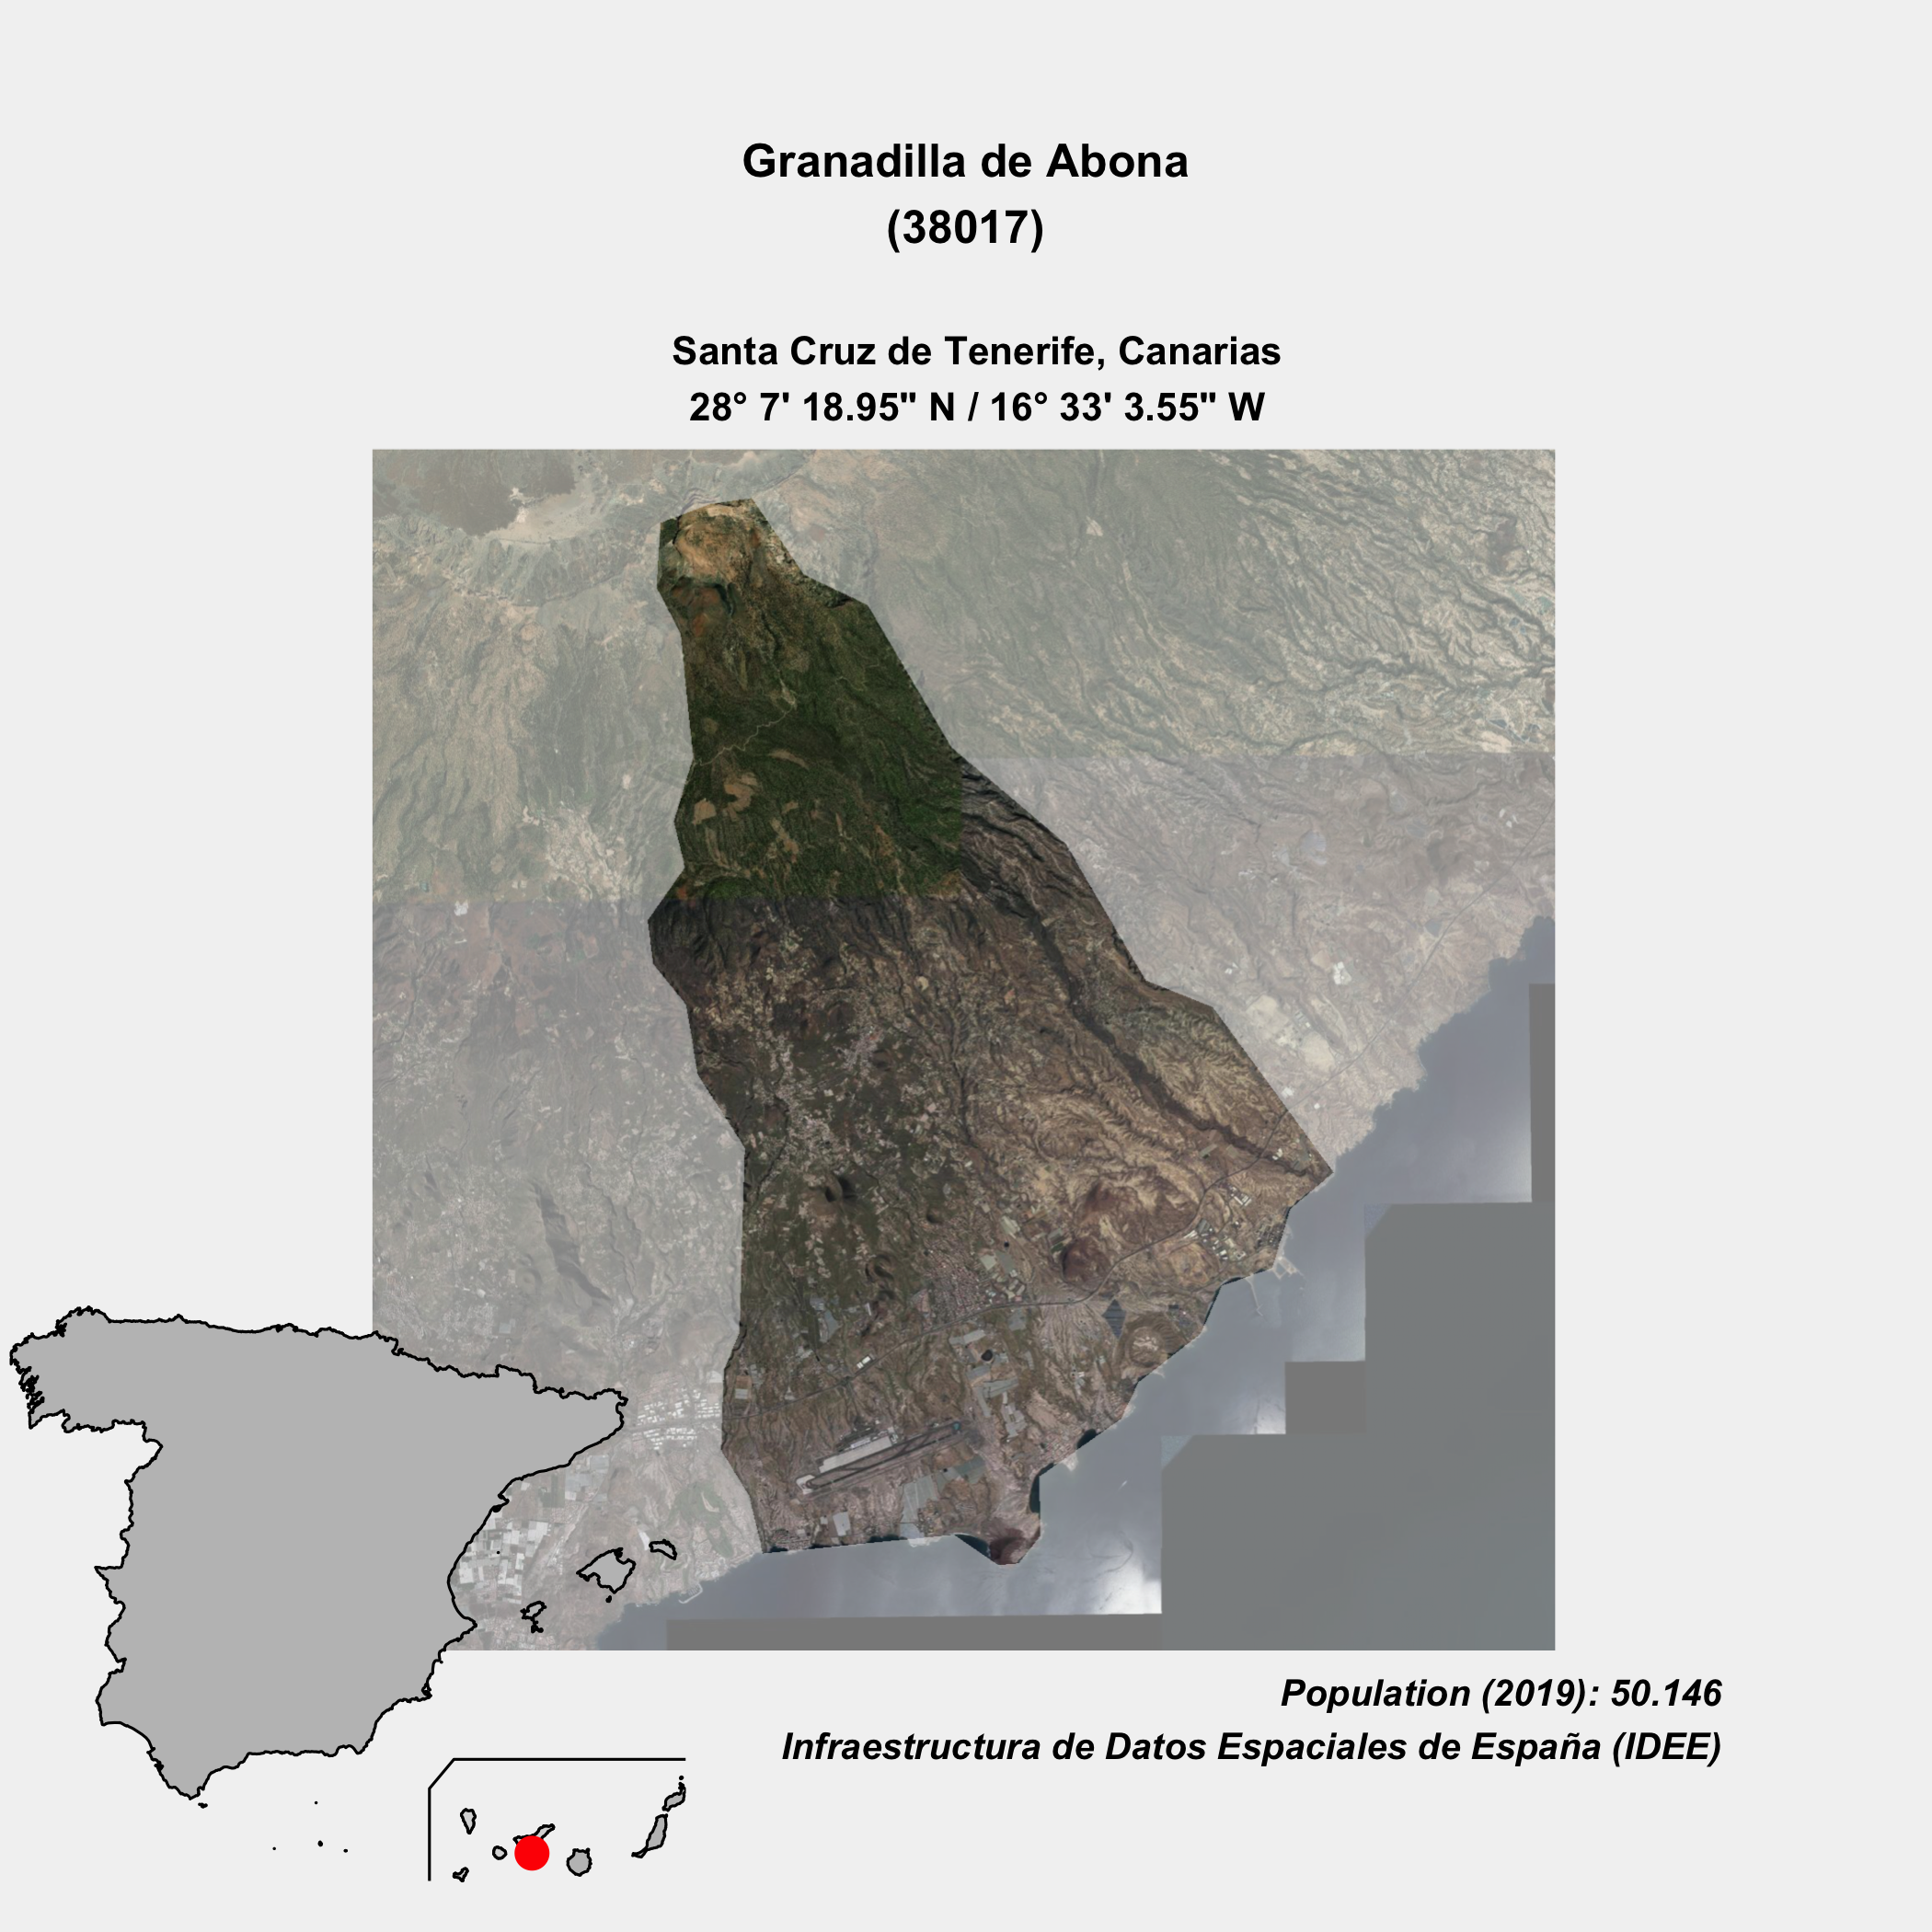 Granadilla de Abona
(38017)
Santa Cruz de Tenerife, Canarias
28° 7' 18.95" N / 16° 33' 3.55" W
Population (2019): 50.146
Infraestructura de Datos Espaciales de España (IDEE)